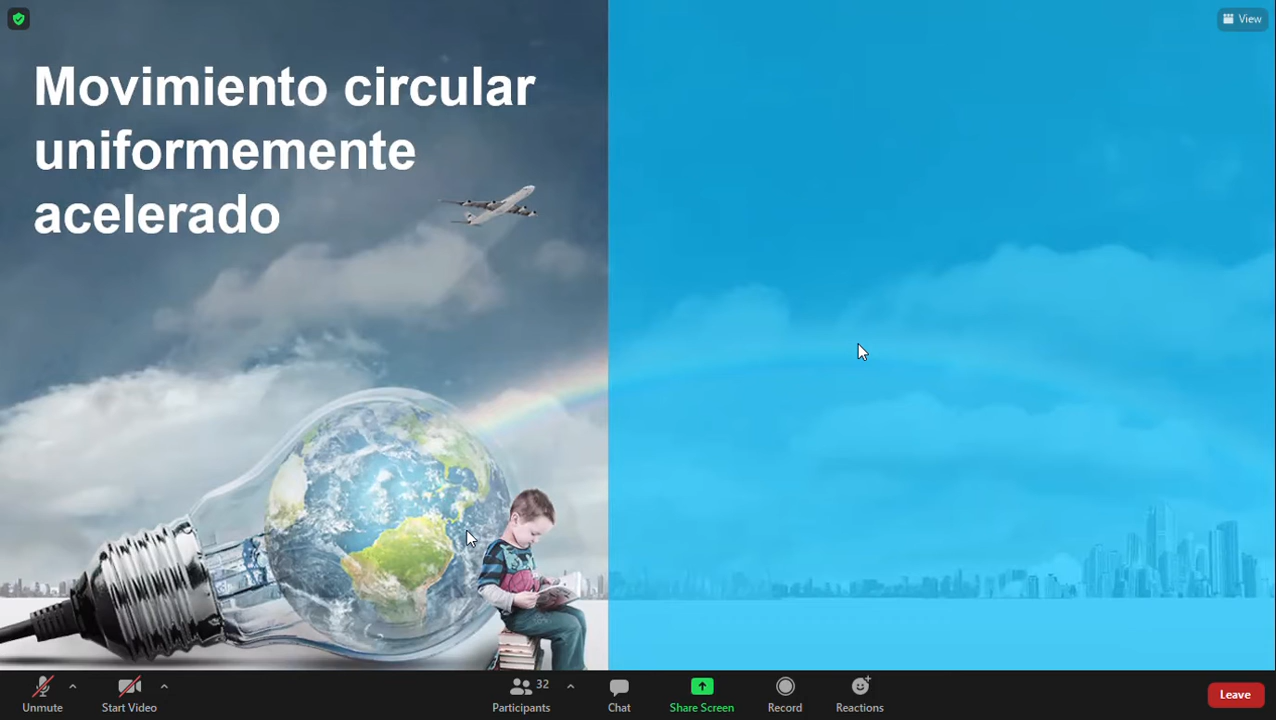 View
Movimiento circular
uniformemente
acelerado
Unmute
Start Video
32
Participants
Chat
Share Screen
Record
Reactions
Leave